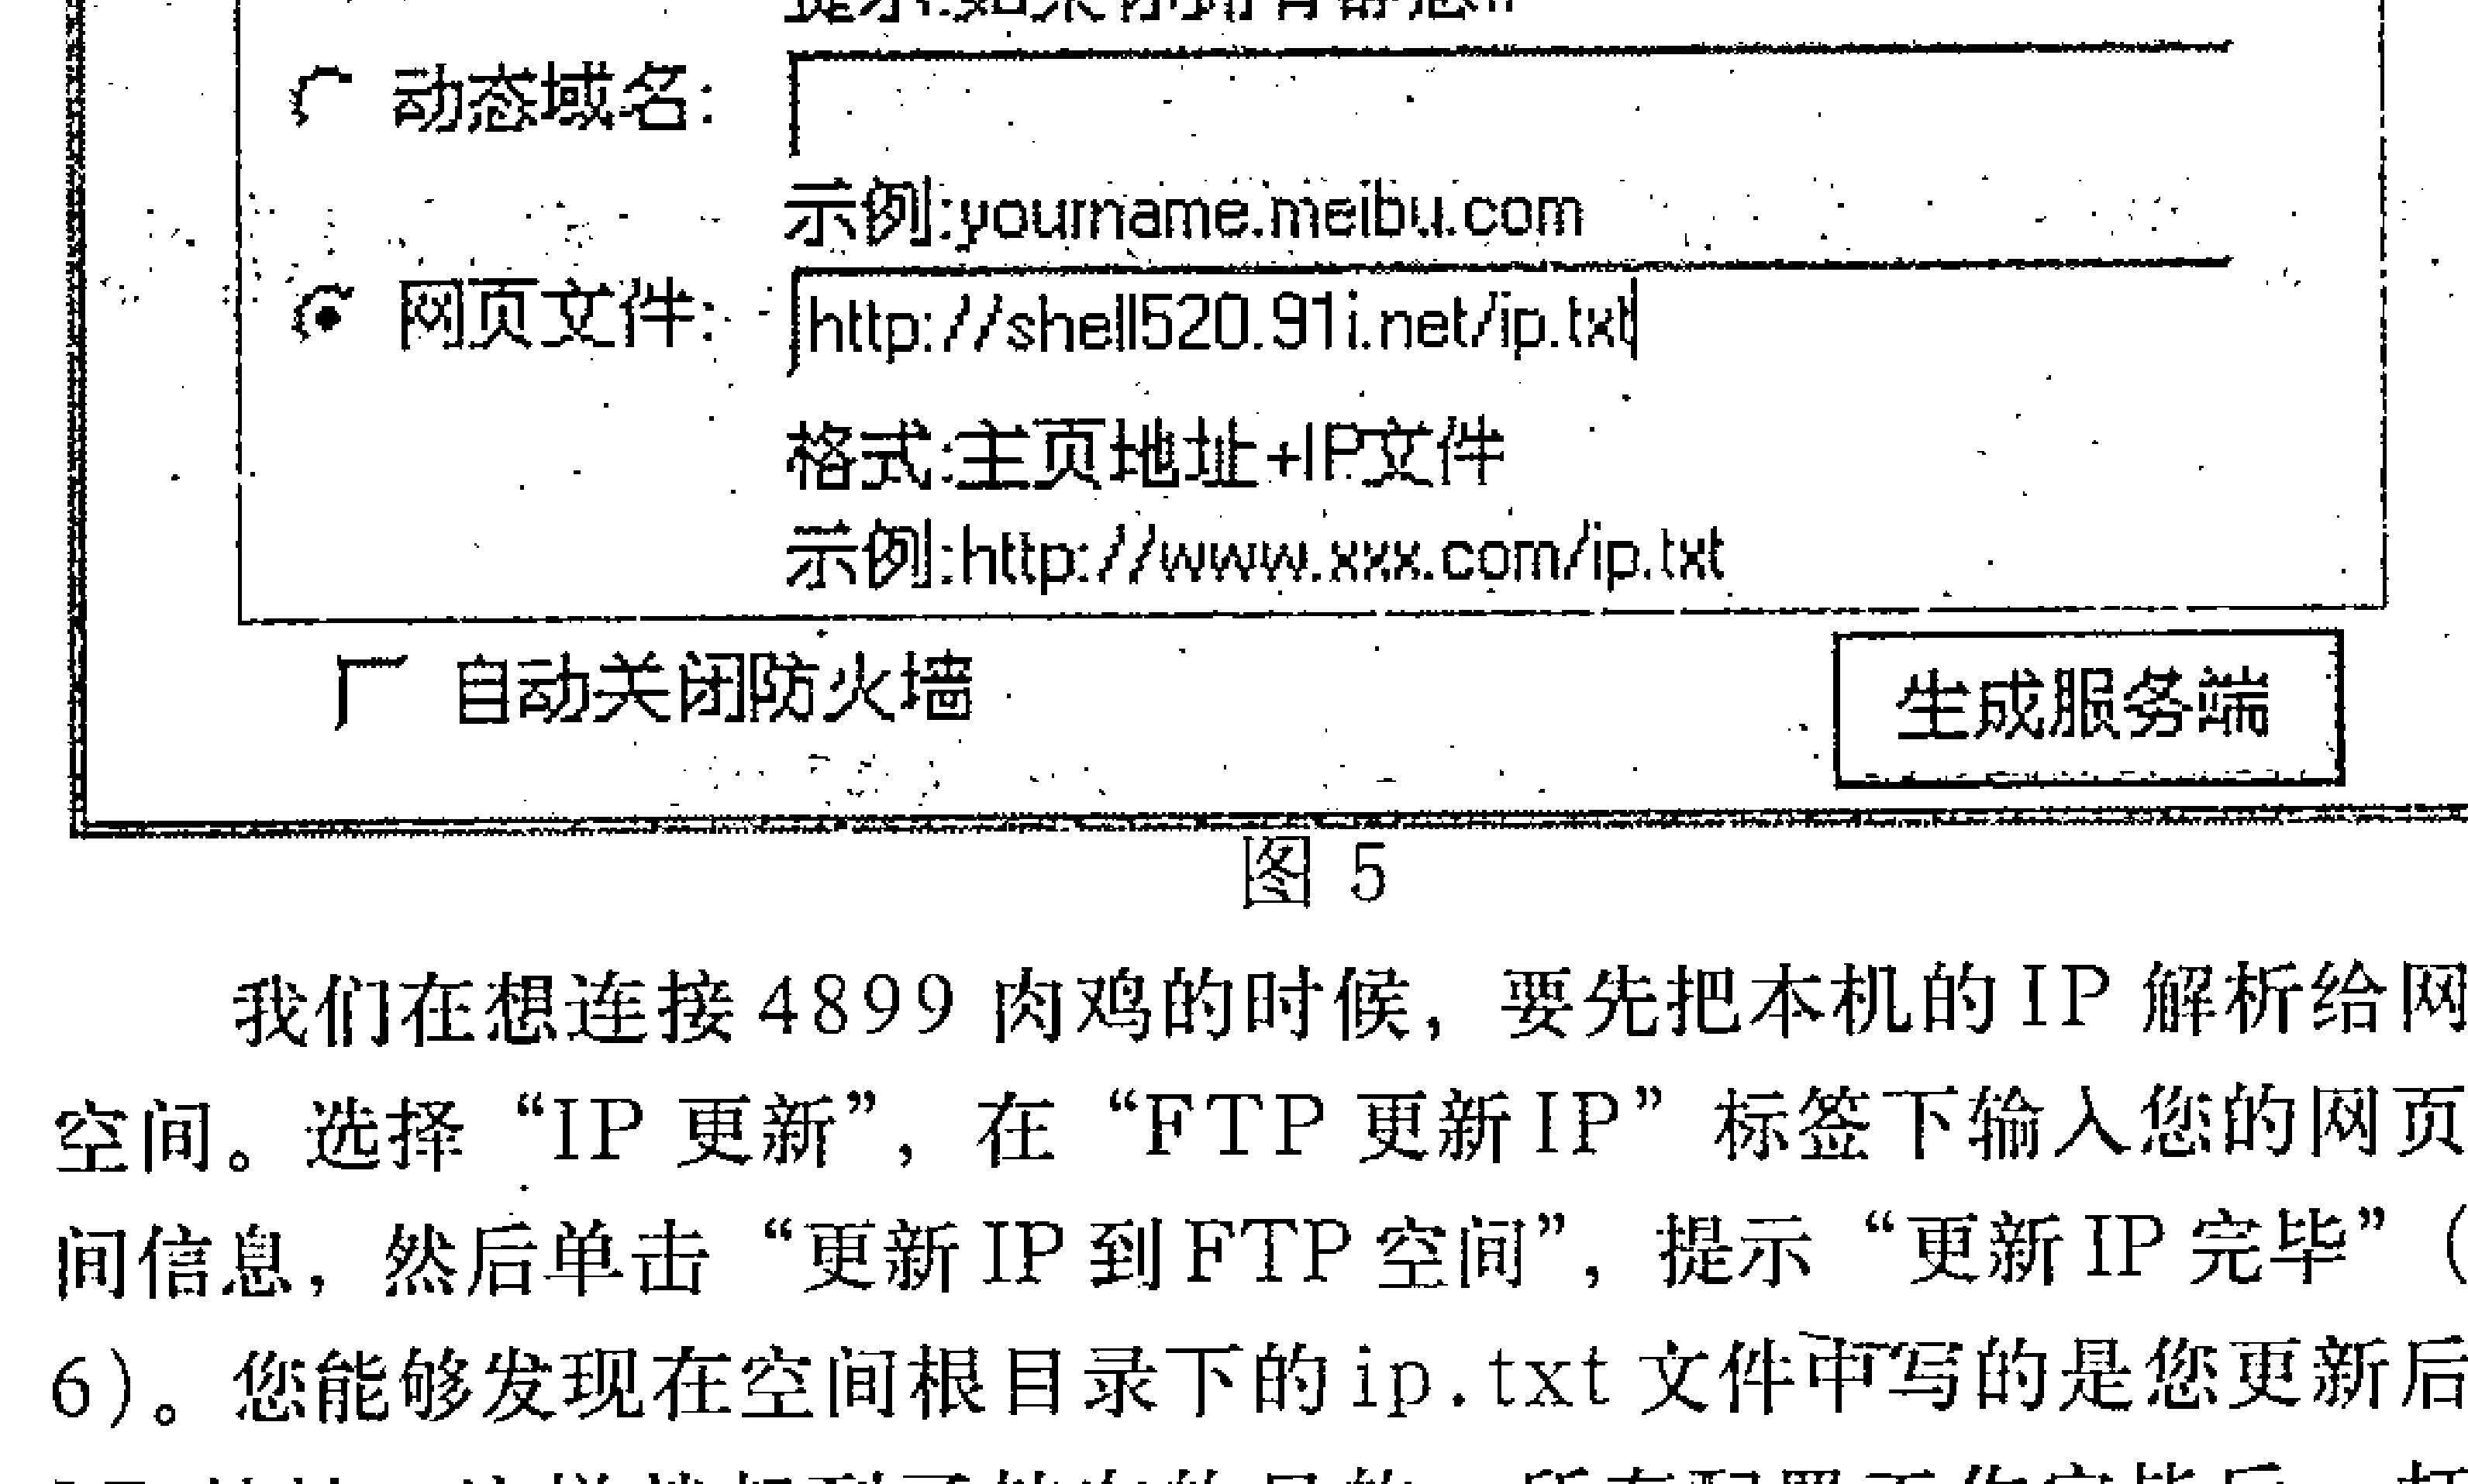 动态域名:
示例:yourname.meibu.com
网页文件: http://shell520.91i.net/ip.txt
格式:主页地址+IP文件
示例:http://www.xxx.com/ip.txt
自动关闭防火墙 生成服务端
图 5
我们在想连接4899肉鸡的时候，要先把本机的IP解析给网
空间。选择“IP更新”，在“FTP更新IP”标签下输入您的网页
间信息，然后单击“更新IP到FTP空间”，提示“更新IP完毕”（
6）。您能够发现在空间根目录下的ip.txt文件中写的是您更新后